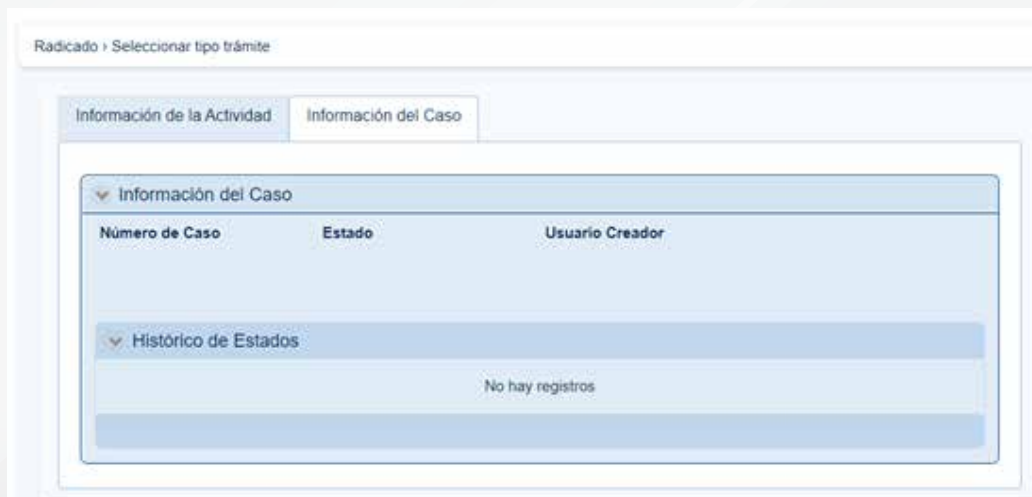 Radicado › Seleccionar tipo trámite
Información de la Actividad Información del Caso
Información del Caso
Número de Caso Estado Usuario Creador
Histórico de Estados
No hay registros